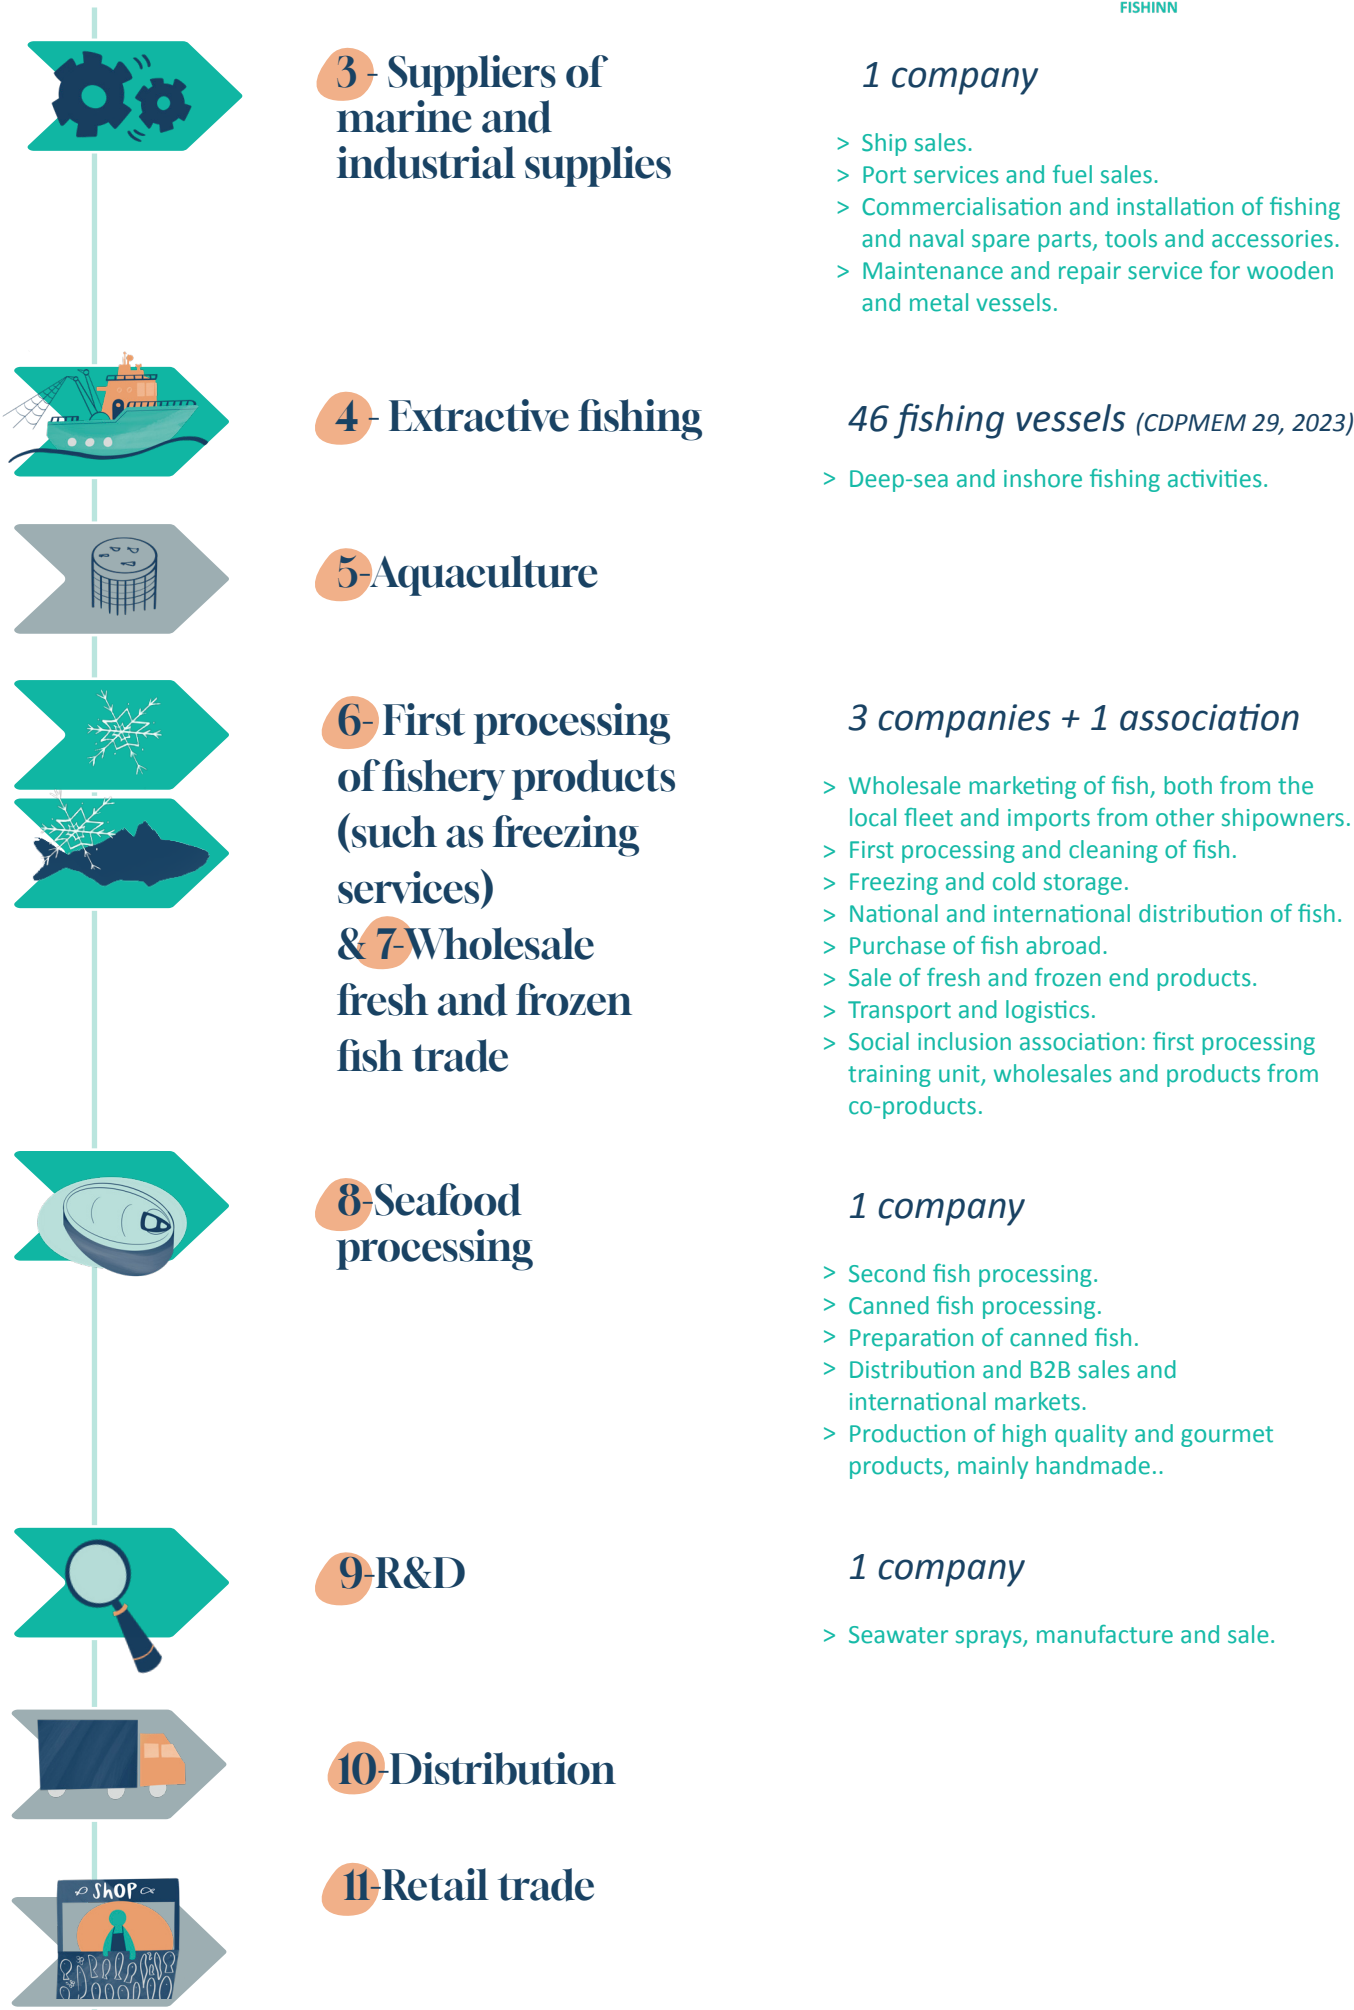 FISHINN
3 - Suppliers of
marine and
industrial supplies
1 company
> Ship sales.
> Port services and fuel sales.
> Commercialisation and installation of fishing
and naval spare parts, tools and accessories.
> Maintenance and repair service for wooden
and metal vessels.
4 - Extractive fishing
46 fishing vessels (CDPMEM 29, 2023)
> Deep-sea and inshore fishing activities.
5-Aquaculture
6- First processing
of fishery products
(such as freezing
services)
& 7-Wholesale
fresh and frozen
fish trade
3 companies + 1 association
> Wholesale marketing of fish, both from the
local fleet and imports from other shipowners.
> First processing and cleaning of fish.
> Freezing and cold storage.
> National and international distribution of fish.
> Purchase of fish abroad.
> Sale of fresh and frozen end products.
> Transport and logistics.
> Social inclusion association: first processing
training unit, wholesales and products from
co-products.
8-Seafood
processing
1 company
> Second fish processing.
> Canned fish processing.
> Preparation of canned fish.
> Distribution and B2B sales and
international markets.
> Production of high quality and gourmet
products, mainly handmade..
9-R&D
1 company
> Seawater sprays, manufacture and sale.
10-Distribution
11-Retail trade
ShOP